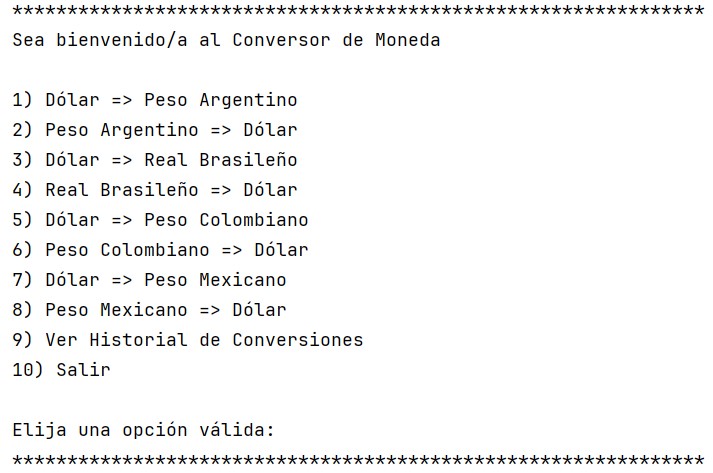 ***************************************************************
Sea bienvenido/a al Conversor de Moneda
1) Dólar => Peso Argentino
2) Peso Argentino => Dólar
3) Dólar => Real Brasileño
4) Real Brasileño => Dólar
5) Dólar => Peso Colombiano
6) Peso Colombiano => Dólar
7) Dólar => Peso Mexicano
8) Peso Mexicano => Dólar
9) Ver Historial de Conversiones
10) Salir
Elija una opción válida:
***************************************************************